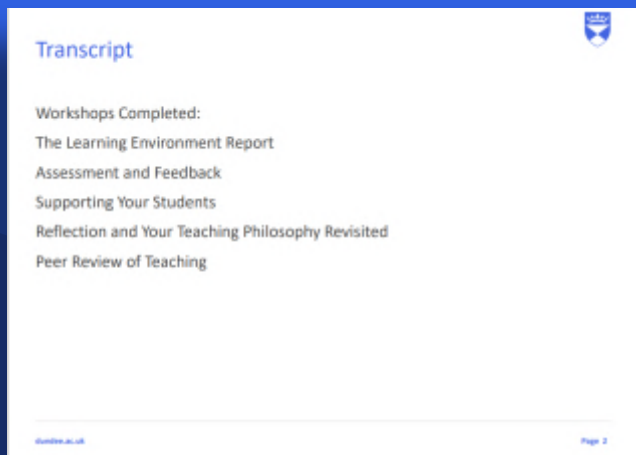 Transcript
Workshops Completed:
The Learning Environment Report
Assessment and Feedback
Supporting Your Students
Reflection and Your Teaching Philosophy Revisited
Peer Review of Teaching
dundee.ac.uk
Page 2